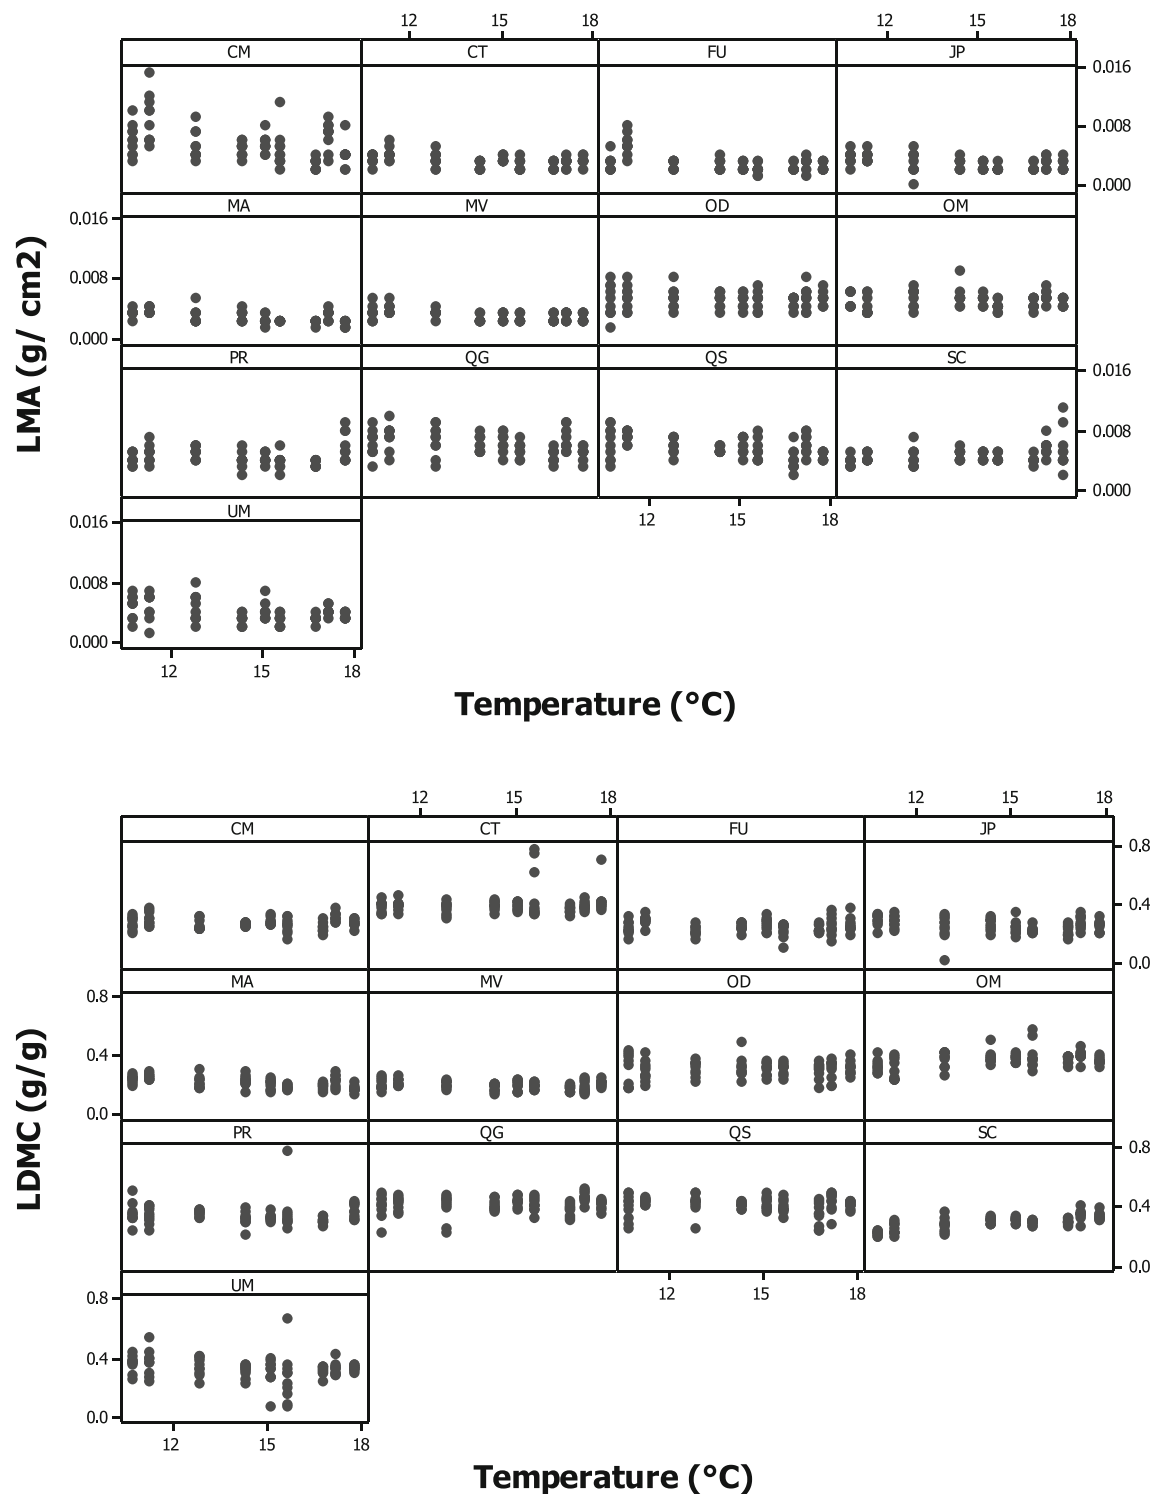 12 15 18 12 15 18
CM CT FU JP
0.016
0.008
0.000
MA MV OD OM
0.016
0.008
0.000
PR QG QS SC
0.016
0.008
0.000
12 15 18
UM
0.016
0.008
0.000
12 15 18
LMA (g/ cm2)
Temperature (°C)
12 15 18 12 15 18
CM CT FU JP
0.8
0.4
0.0
MA MV OD OM
0.8
0.4
0.0
PR QG QS SC
0.8
0.4
0.0
12 15 18
UM
0.8
0.4
0.0
12 15 18
LDMC (g/g)
Temperature (°C)